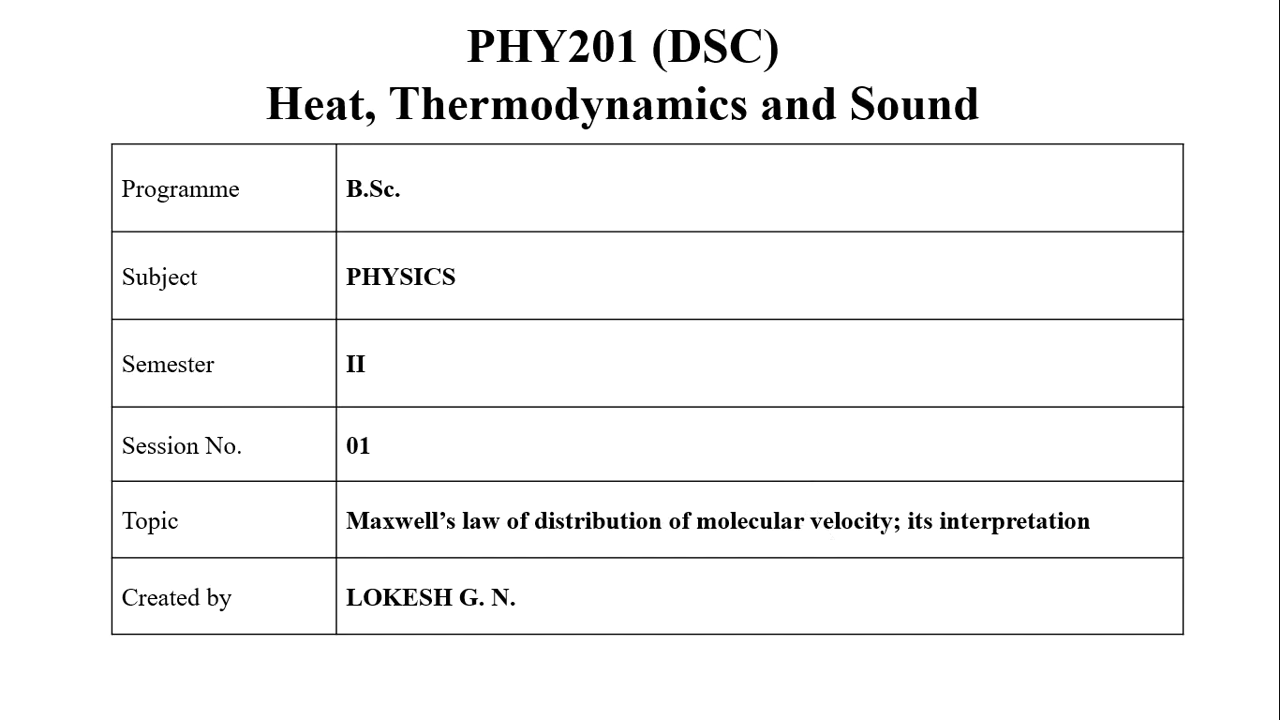 PHY201 (DSC)
Heat, Thermodynamics and Sound
Programme B.Sc.
Subject PHYSICS
Semester II
Session No. 01
Topic Maxwell’s law of distribution of molecular velocity; its interpretation
Created by LOKESH G. N.